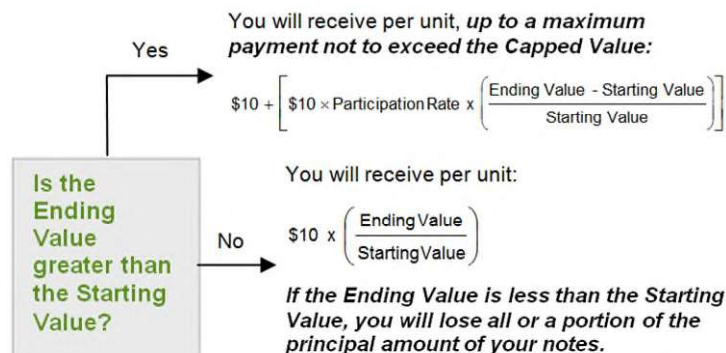 You will receive per unit, up to a maximum
payment not to exceed the Capped Value:
Yes
$10 + [ $10 × Participation Rate x ( Ending Value - Starting Value / Starting Value ) ]
Is the
Ending
Value
greater than
the Starting
Value?
No
You will receive per unit:
$10 x ( Ending Value / Starting Value )
If the Ending Value is less than the Starting
Value, you will lose all or a portion of the
principal amount of your notes.